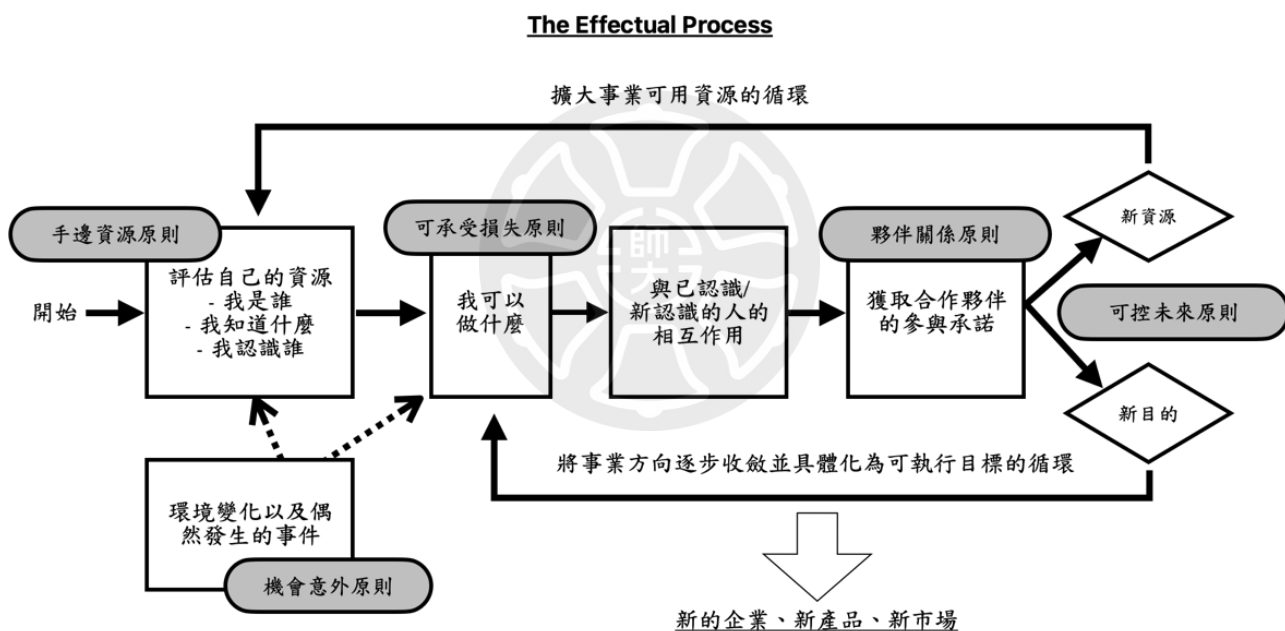 The Effectual Process
擴大事業可用資源的循環
手邊資源原則
可承受損失原則
夥伴關係原則
新資源
開始
評估自己的資源
- 我是誰
- 我知道什麼
- 我認識誰
我可以
做什麼
與已認識/
新認識的人的
相互作用
獲取合作夥伴
的參與承諾
可控未來原則
新目的
將事業方向逐步收斂並具體化為可執行目標的循環
環境變化以及偶
然發生的事件
機會意外原則
新的企業、新產品、新市場
師大